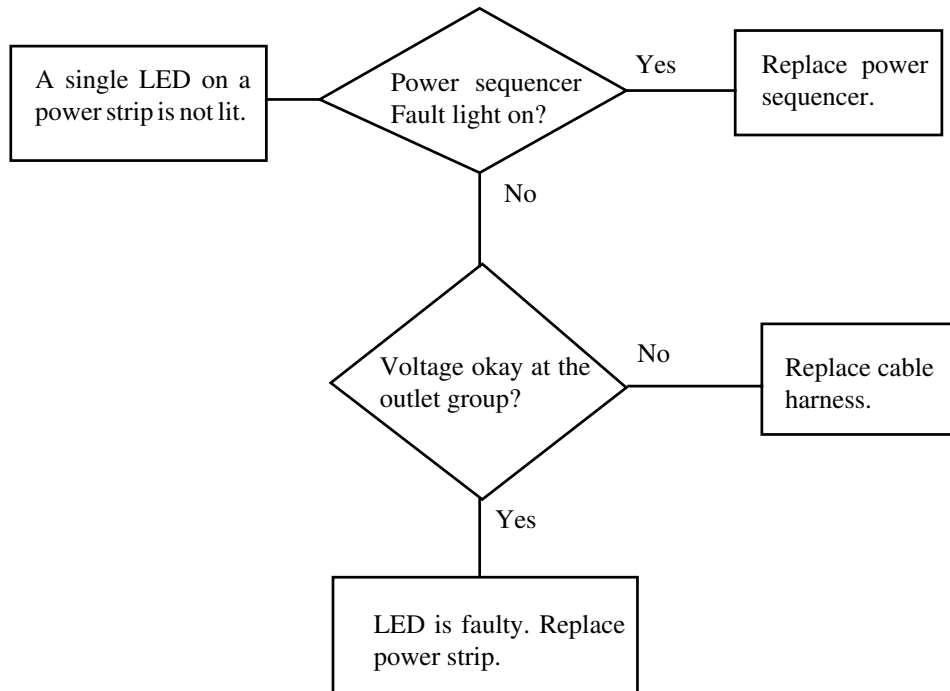 A single LED on a
power strip is not lit.
Power sequencer
Fault light on?
Yes
Replace power
sequencer.
No
Voltage okay at the
outlet group?
No
Replace cable
harness.
Yes
LED is faulty. Replace
power strip.